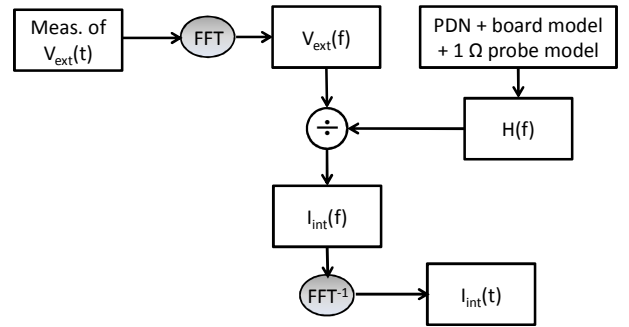 Meas. of
V_ext(t)
FFT
V_ext(f)
PDN + board model
+ 1 Ω probe model
÷
H(f)
I_int(f)
FFT⁻¹
I_int(t)